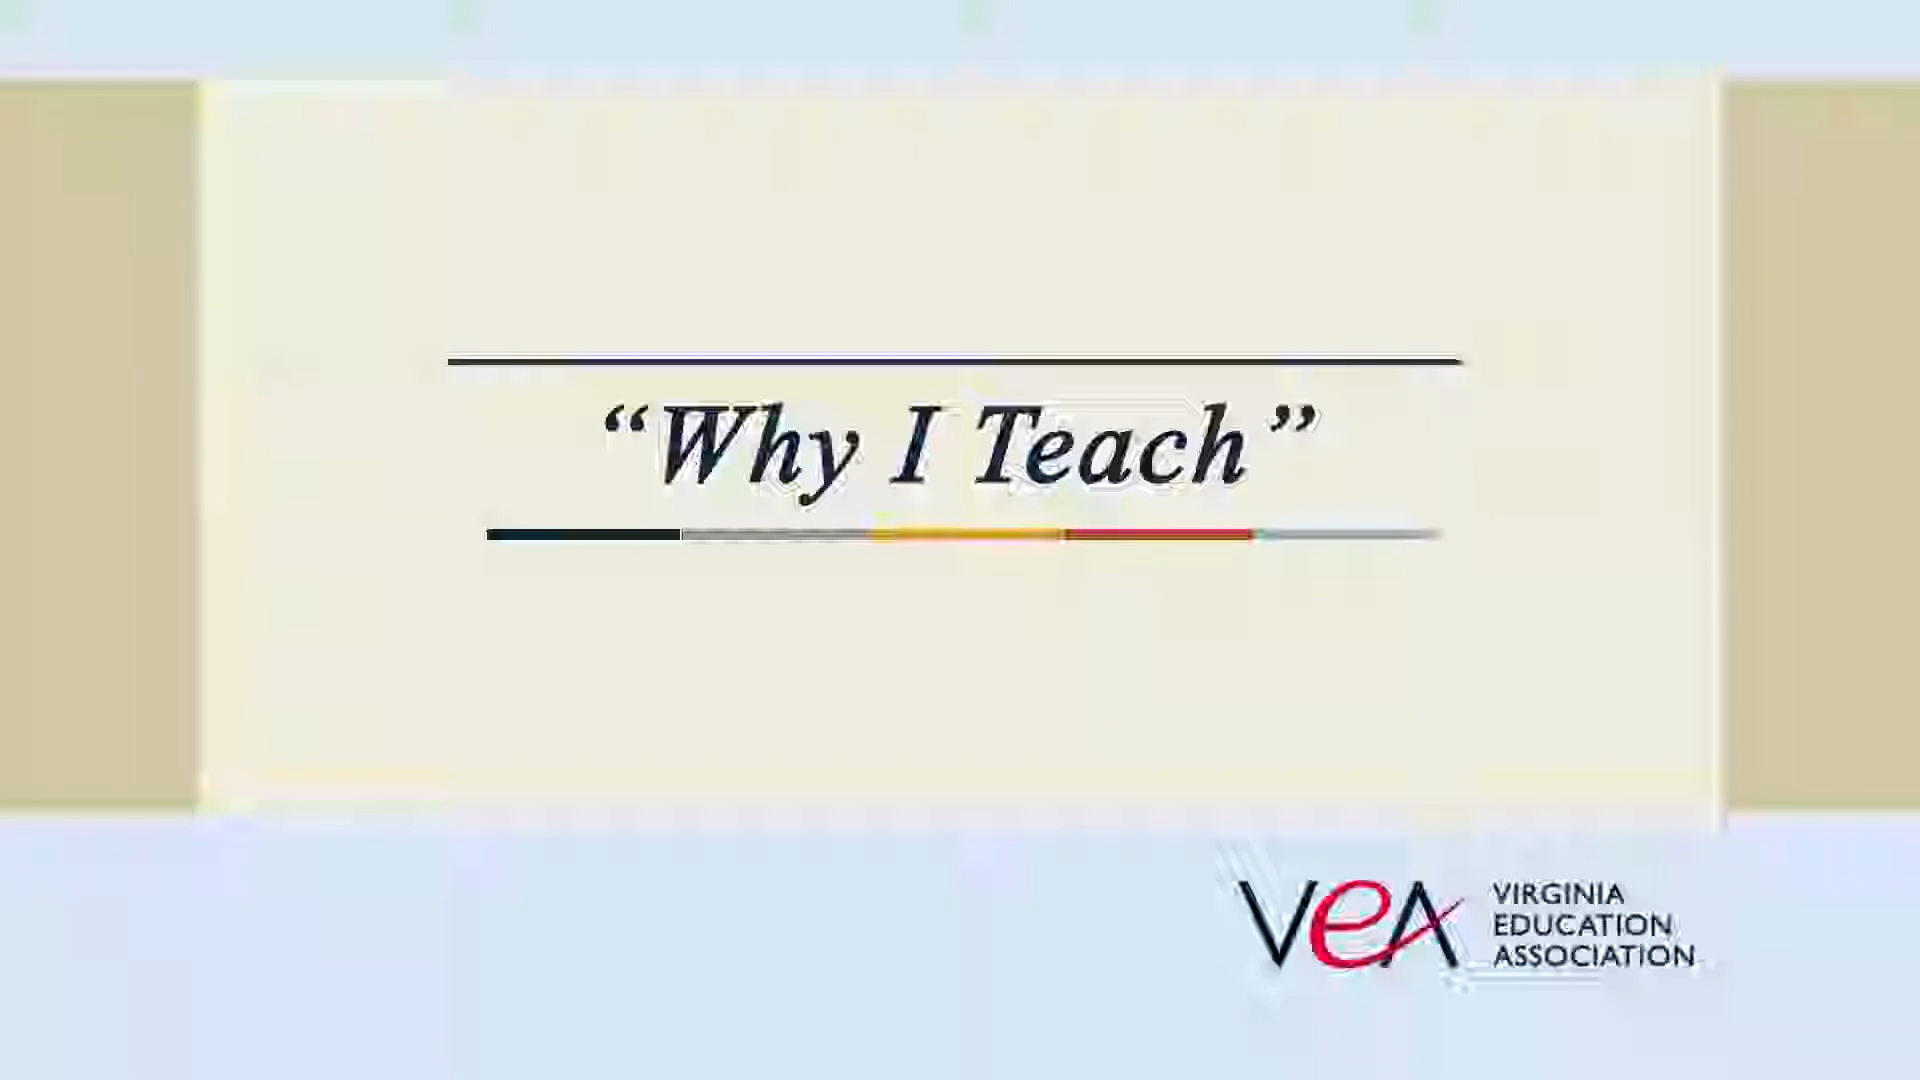 “Why I Teach”
VEA
VIRGINIA
EDUCATION
ASSOCIATION